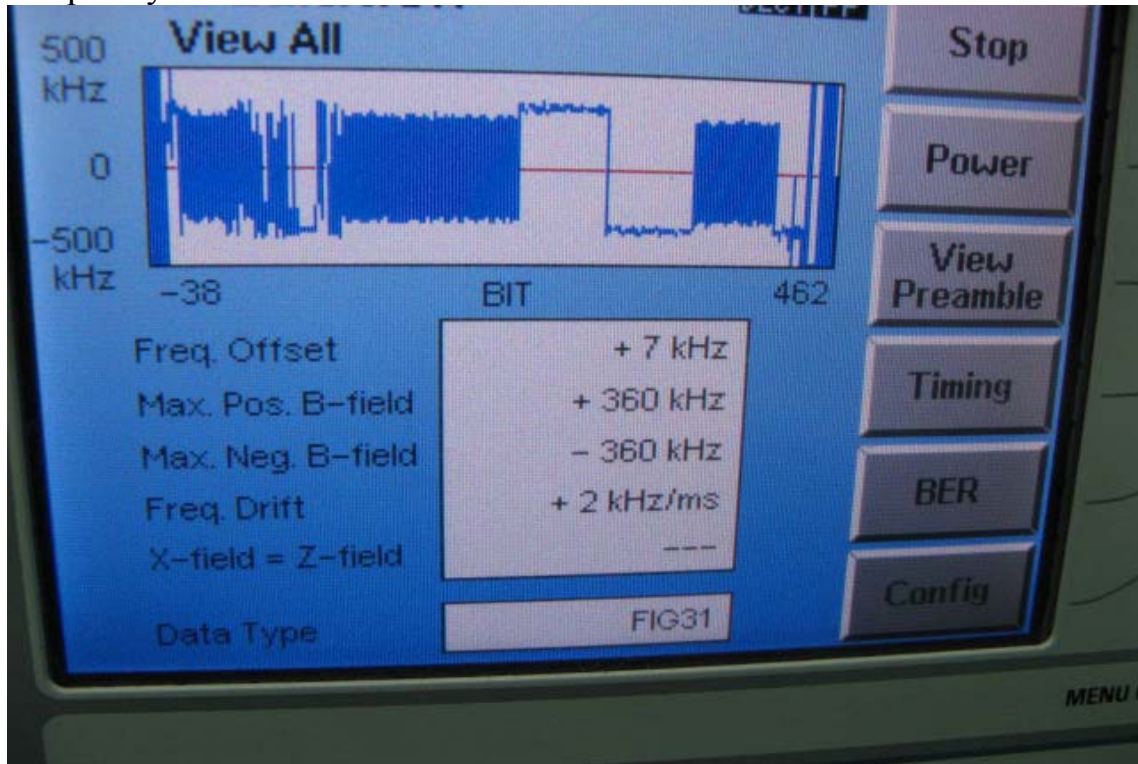 View All
500
kHz
0
-500
kHz
-38 BIT 462
Freq. Offset + 7 kHz
Max. Pos. B-field + 360 kHz
Max. Neg. B-field - 360 kHz
Freq. Drift + 2 kHz/ms
X-field = Z-field ---
Data Type FIG31
Stop
Power
View
Preamble
Timing
BER
Config
MENU